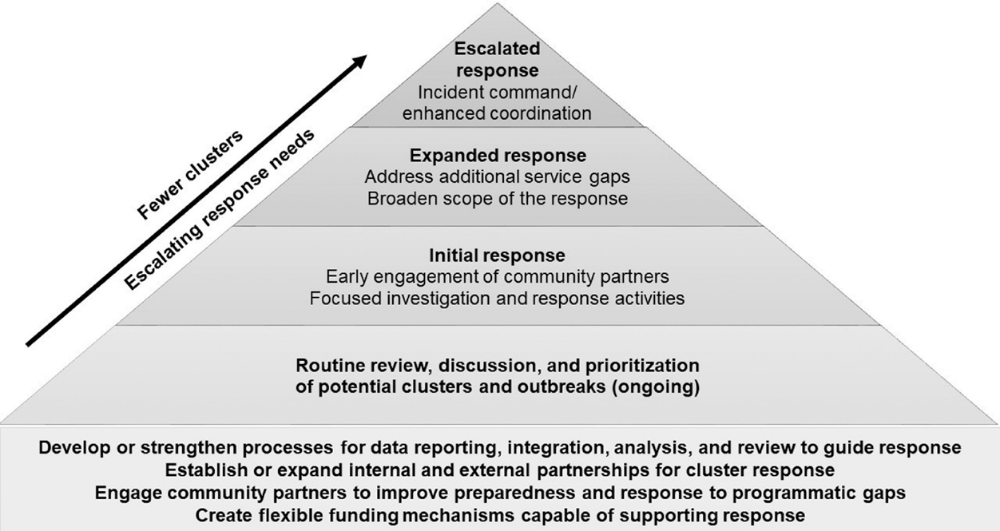 Escalated
response
Incident command/
enhanced coordination
Fewer clusters
Escalating response needs
Expanded response
Address additional service gaps
Broaden scope of the response
Initial response
Early engagement of community partners
Focused investigation and response activities
Routine review, discussion, and prioritization
of potential clusters and outbreaks (ongoing)
Develop or strengthen processes for data reporting, integration, analysis, and review to guide response
Establish or expand internal and external partnerships for cluster response
Engage community partners to improve preparedness and response to programmatic gaps
Create flexible funding mechanisms capable of supporting response